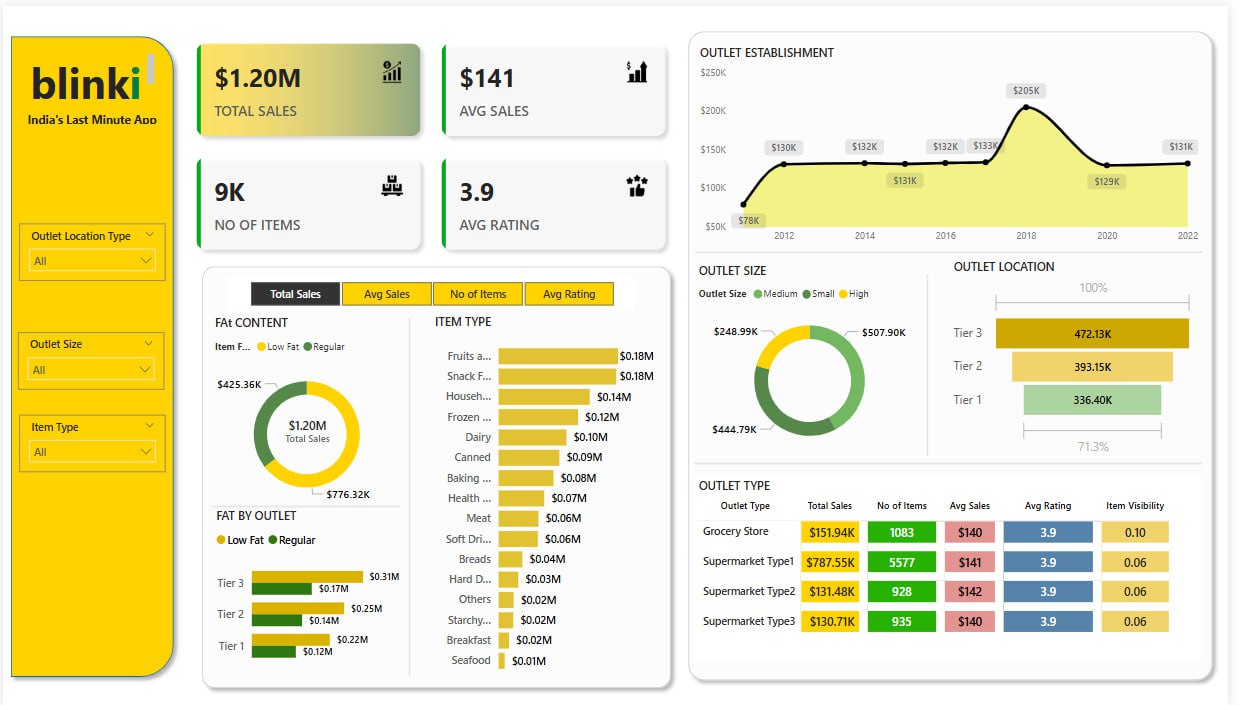 blinki
India's Last Minute App
Outlet Location Type
All
Outlet Size
All
Item Type
All
$1.20M
TOTAL SALES
$141
AVG SALES
9K
NO OF ITEMS
3.9
AVG RATING
Total Sales Avg Sales No of Items Avg Rating
FAt CONTENT
Item F... Low Fat Regular
$425.36K
$1.20M
Total Sales
$776.32K
FAT BY OUTLET
Low Fat Regular
Tier 3 $0.31M
$0.17M
Tier 2 $0.25M
$0.14M
Tier 1 $0.22M
$0.12M
ITEM TYPE
Fruits a... $0.18M
Snack F... $0.18M
Househ... $0.14M
Frozen ... $0.12M
Dairy $0.10M
Canned $0.09M
Baking ... $0.08M
Health ... $0.07M
Meat $0.06M
Soft Dri... $0.06M
Breads $0.04M
Hard D... $0.03M
Others $0.02M
Starchy... $0.02M
Breakfast $0.02M
Seafood $0.01M
OUTLET ESTABLISHMENT
$250K
$200K
$150K
$100K
$50K
$78K $130K $132K $131K $132K $133K $205K $129K $131K
2012 2014 2016 2018 2020 2022
OUTLET SIZE
Outlet Size Medium Small High
$248.99K $507.90K
$444.79K
OUTLET LOCATION
100%
Tier 3 472.13K
Tier 2 393.15K
Tier 1 336.40K
71.3%
OUTLET TYPE
Outlet Type Total Sales No of Items Avg Sales Avg Rating Item Visibility
Grocery Store $151.94K 1083 $140 3.9 0.10
Supermarket Type1 $787.55K 5577 $141 3.9 0.06
Supermarket Type2 $131.48K 928 $142 3.9 0.06
Supermarket Type3 $130.71K 935 $140 3.9 0.06